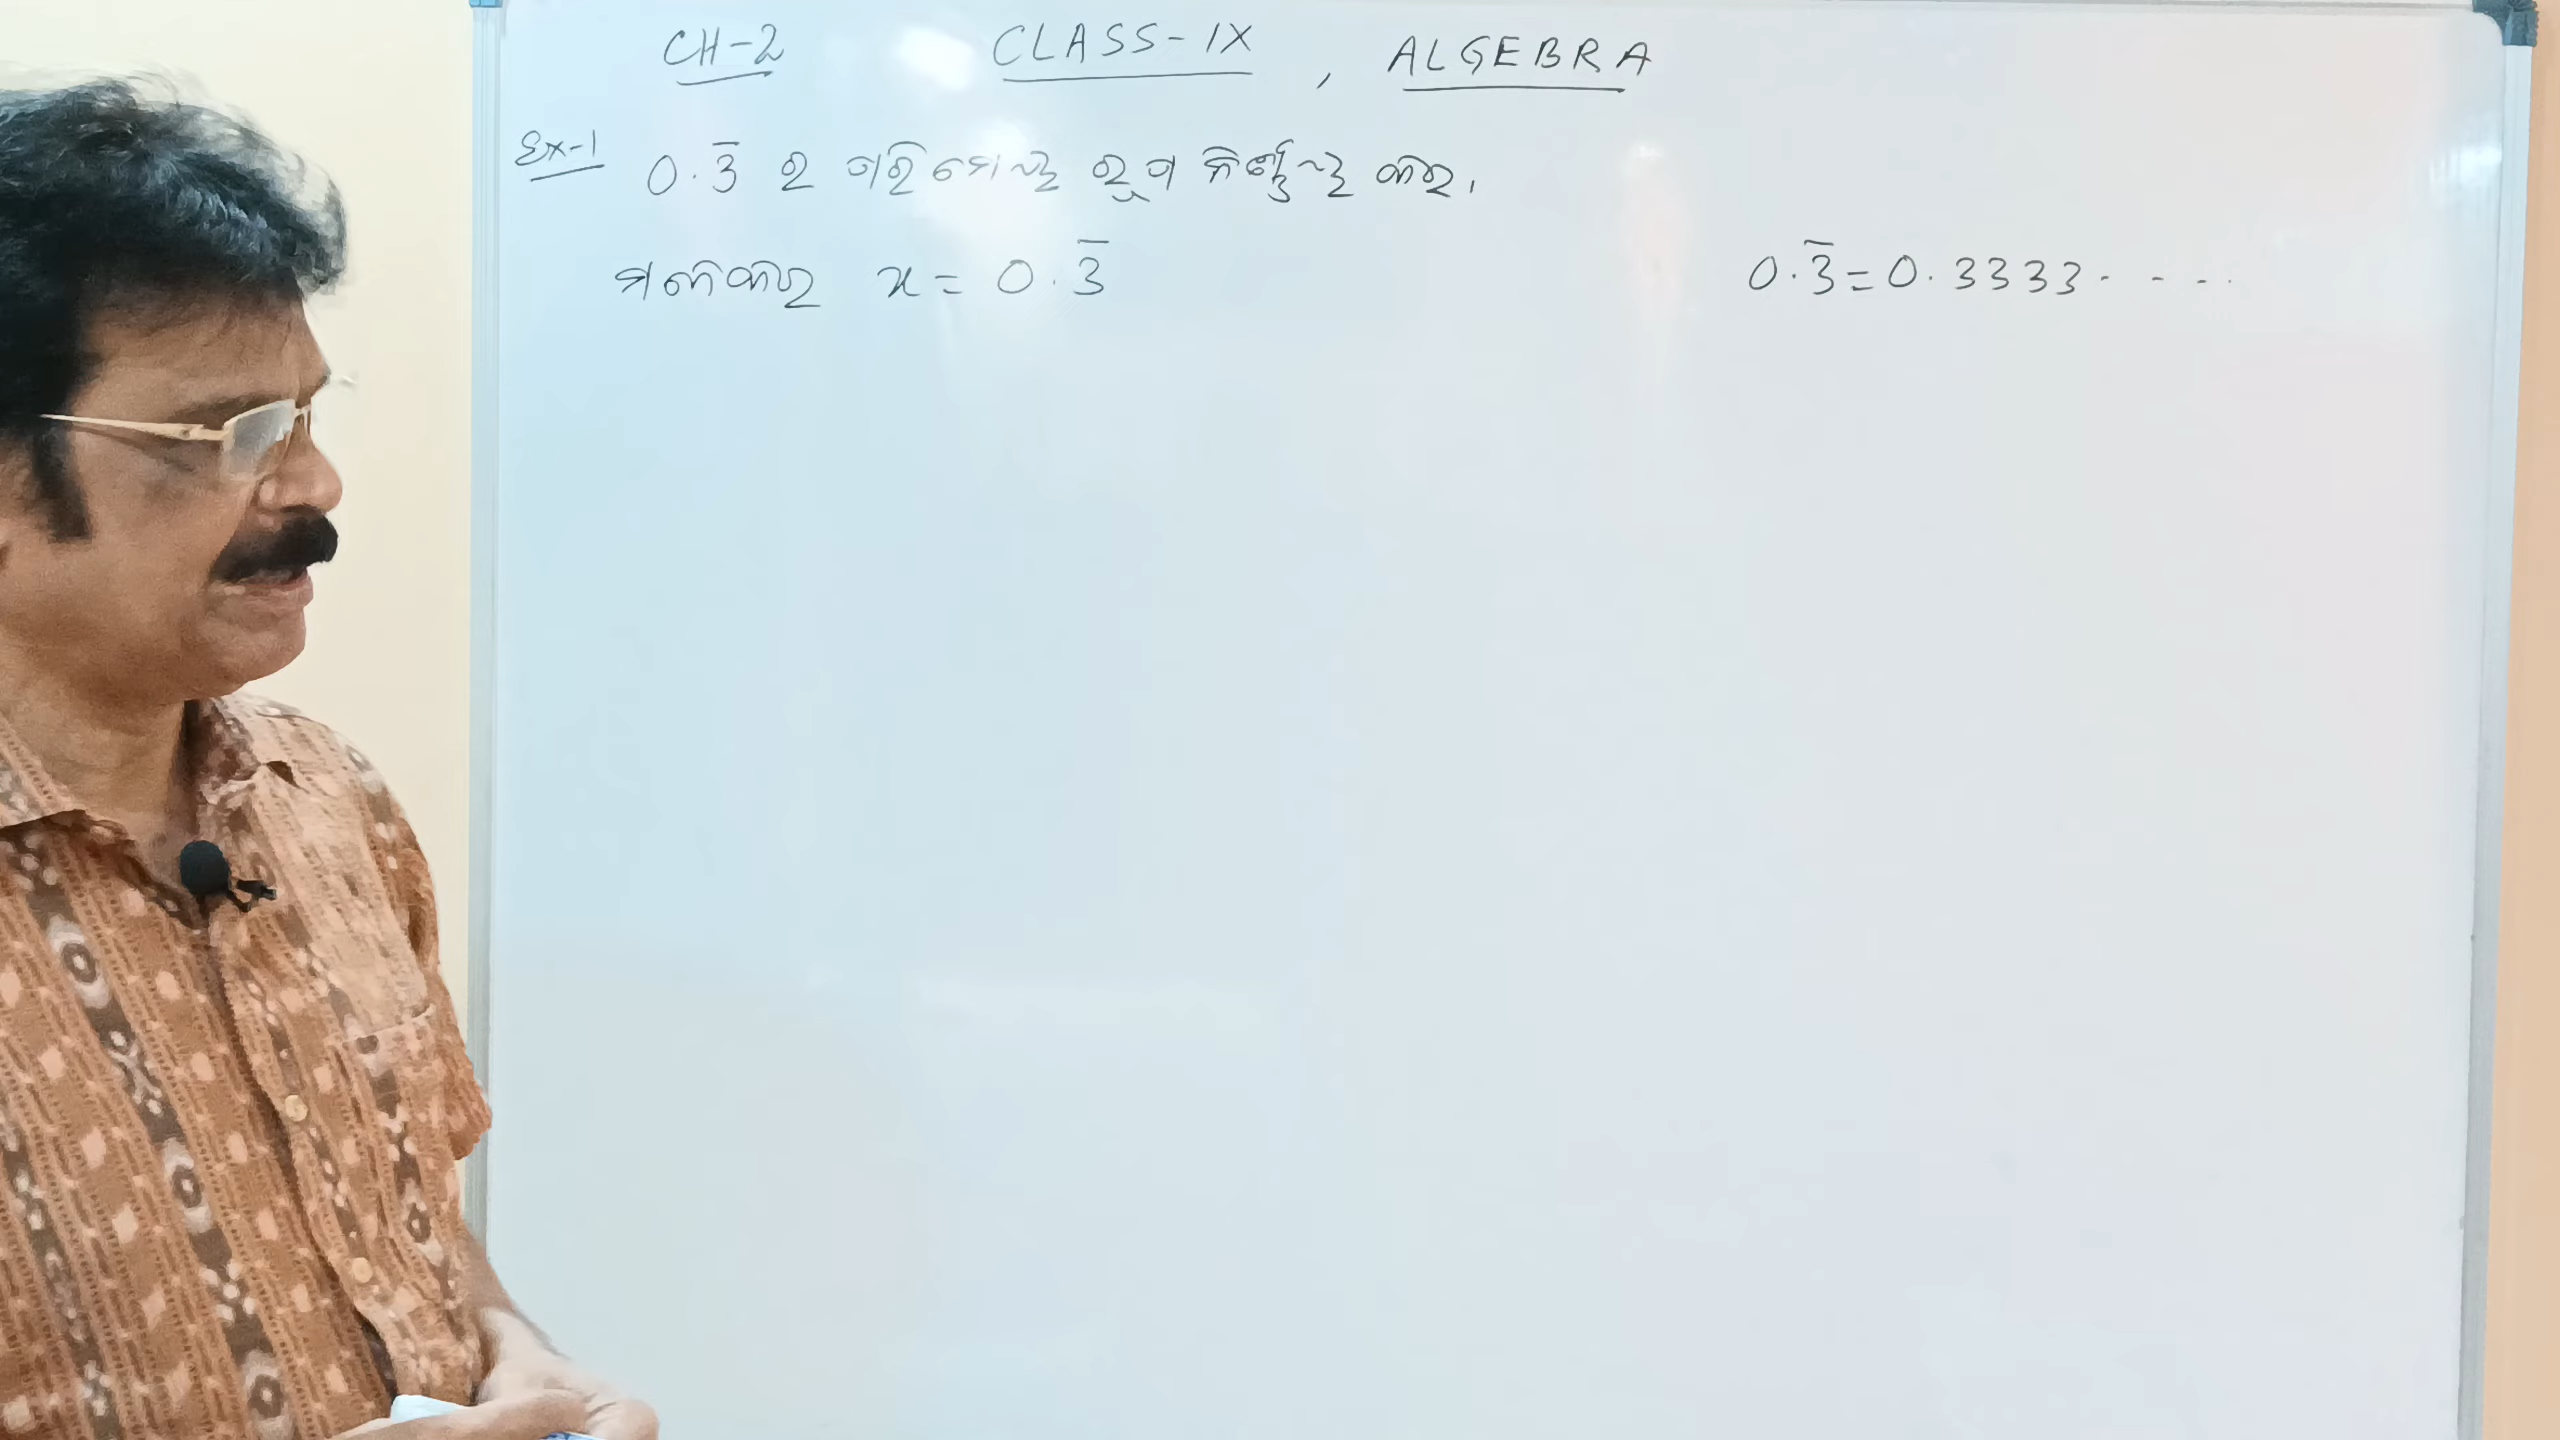 CH-2 CLASS-IX, ALGEBRA
Ex-1 0.3̅ ର ପରିମେୟ ରୂପ ନିର୍ଣ୍ଣୟ କର।
ମନେକର x = 0.3̅ 0.3̅ = 0.3333.----